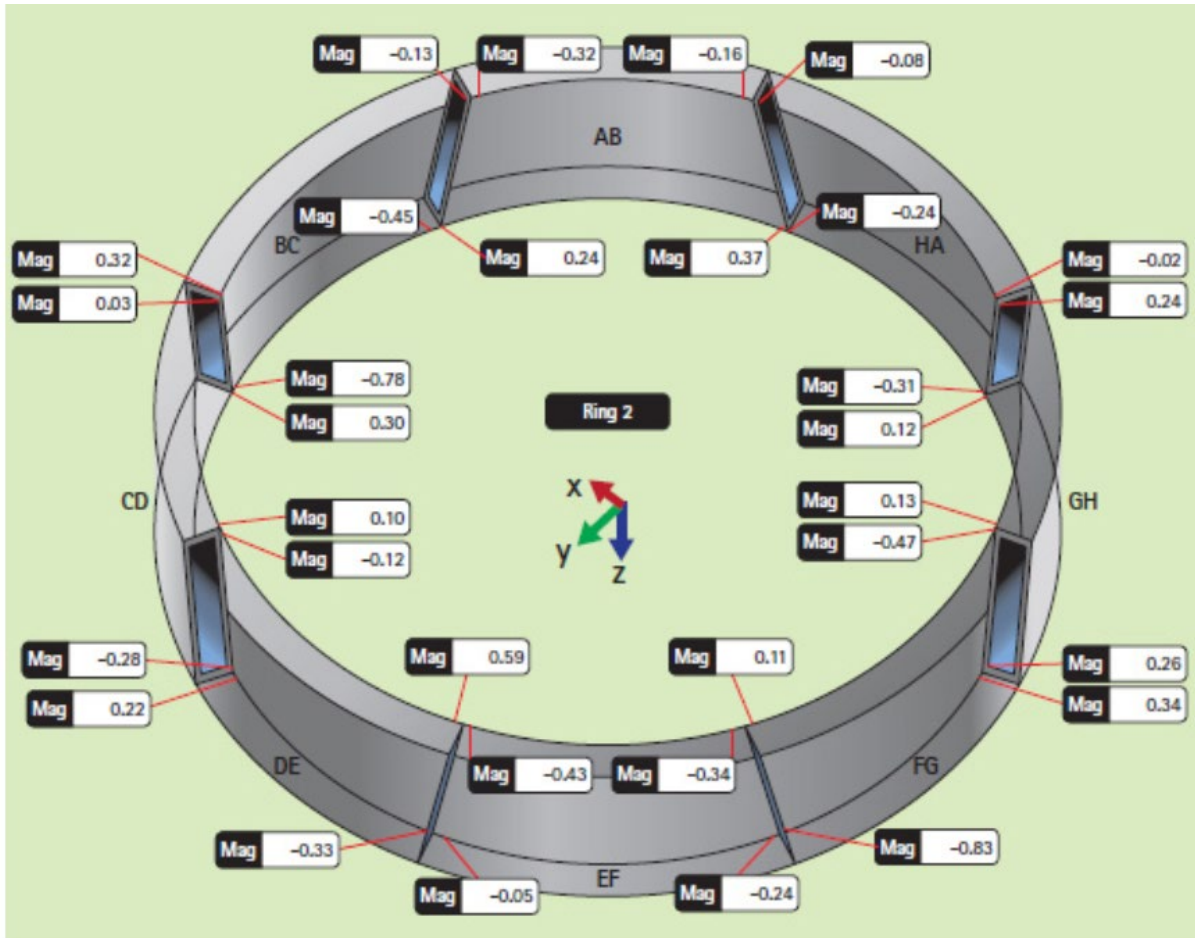 Mag -0.13
Mag -0.32
Mag -0.16
Mag -0.08
AB
Mag -0.45
Mag -0.24
BC
HA
Mag 0.24
Mag 0.37
Mag 0.32
Mag -0.02
Mag 0.03
Mag 0.24
Mag -0.78
Mag -0.31
Mag 0.30
Ring 2
Mag 0.12
x
y
z
CD
GH
Mag 0.10
Mag 0.13
Mag -0.12
Mag -0.47
Mag -0.28
Mag 0.59
Mag 0.11
Mag 0.26
Mag 0.22
Mag 0.34
DE
Mag -0.43
Mag -0.34
FG
Mag -0.33
Mag -0.83
EF
Mag -0.05
Mag -0.24